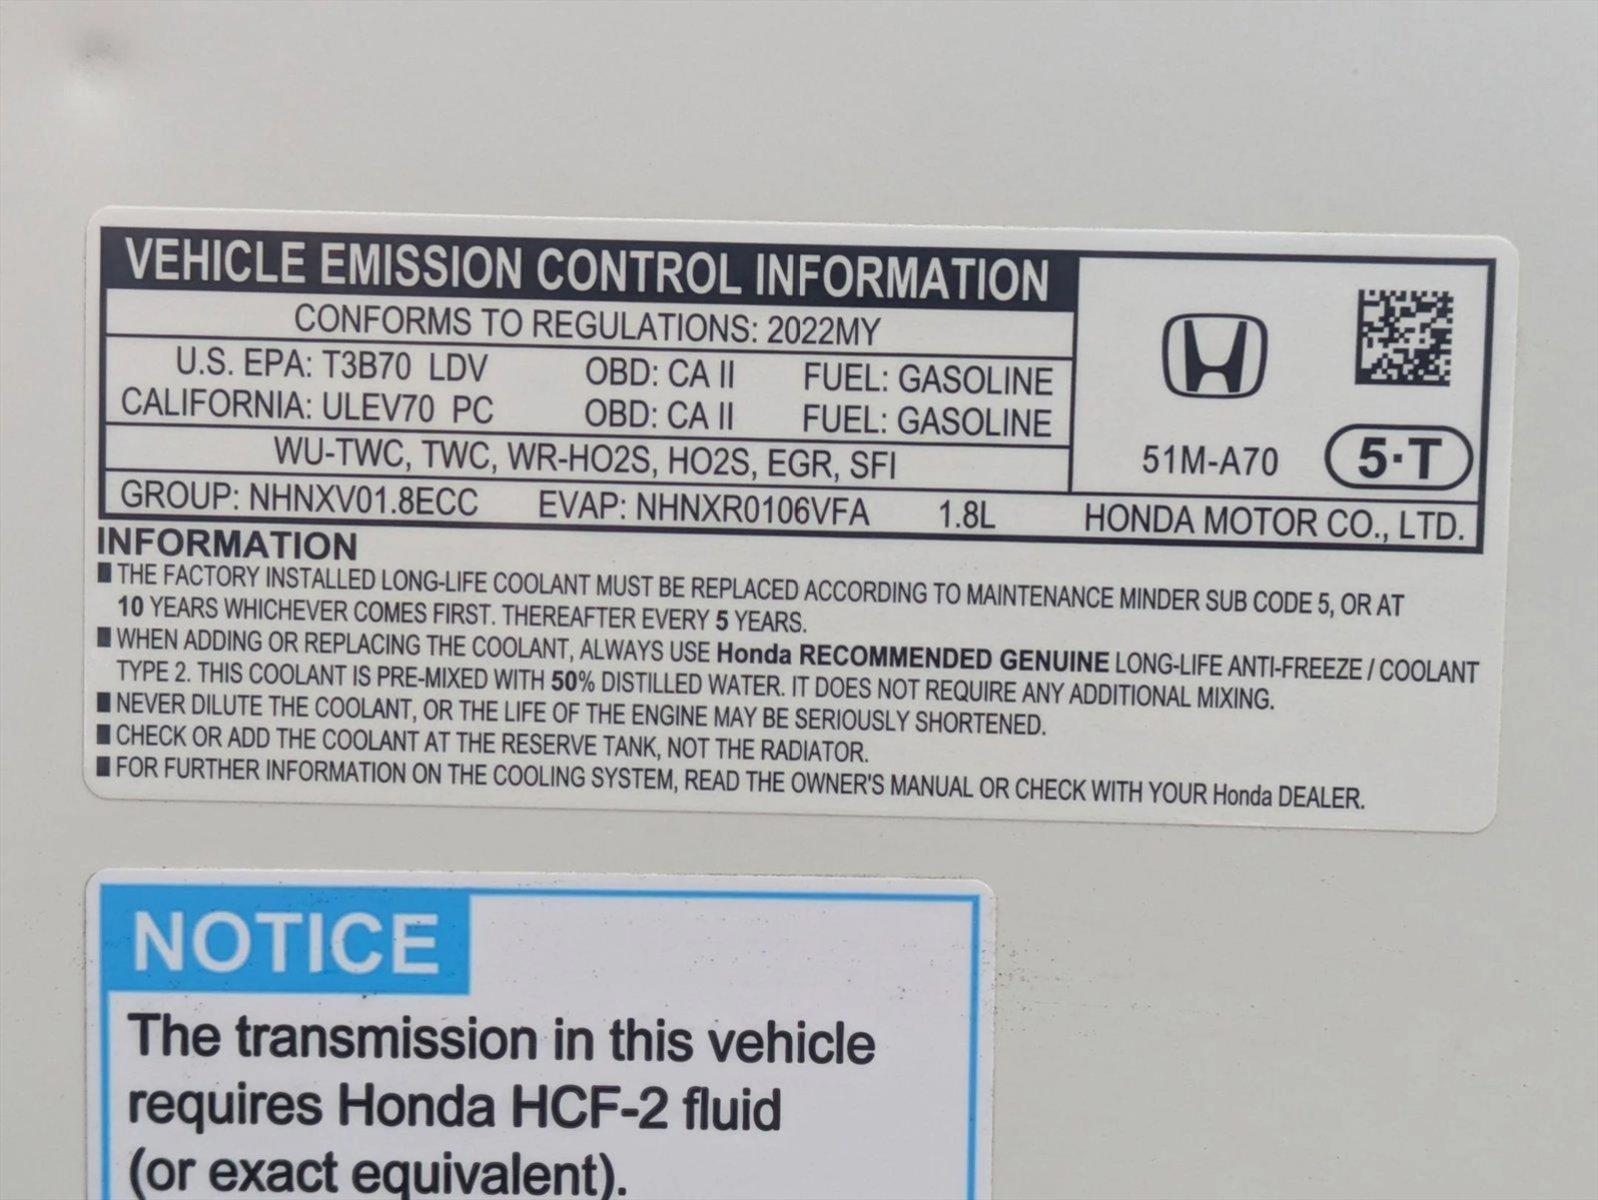 VEHICLE EMISSION CONTROL INFORMATION
CONFORMS TO REGULATIONS: 2022MY
U.S. EPA: T3B70 LDV OBD: CA II FUEL: GASOLINE
CALIFORNIA: ULEV70 PC OBD: CA II FUEL: GASOLINE
WU-TWC, TWC, WR-HO2S, HO2S, EGR, SFI
51M-A70 5·T
GROUP: NHNXV01.8ECC EVAP: NHNXR0106VFA 1.8L HONDA MOTOR CO., LTD.
INFORMATION
■ THE FACTORY INSTALLED LONG-LIFE COOLANT MUST BE REPLACED ACCORDING TO MAINTENANCE MINDER SUB CODE 5, OR AT
10 YEARS WHICHEVER COMES FIRST. THEREAFTER EVERY 5 YEARS.
■ WHEN ADDING OR REPLACING THE COOLANT, ALWAYS USE Honda RECOMMENDED GENUINE LONG-LIFE ANTI-FREEZE / COOLANT
TYPE 2. THIS COOLANT IS PRE-MIXED WITH 50% DISTILLED WATER. IT DOES NOT REQUIRE ANY ADDITIONAL MIXING.
■ NEVER DILUTE THE COOLANT, OR THE LIFE OF THE ENGINE MAY BE SERIOUSLY SHORTENED.
■ CHECK OR ADD THE COOLANT AT THE RESERVE TANK, NOT THE RADIATOR.
■ FOR FURTHER INFORMATION ON THE COOLING SYSTEM, READ THE OWNER'S MANUAL OR CHECK WITH YOUR Honda DEALER.
NOTICE
The transmission in this vehicle
requires Honda HCF-2 fluid
(or exact equivalent).